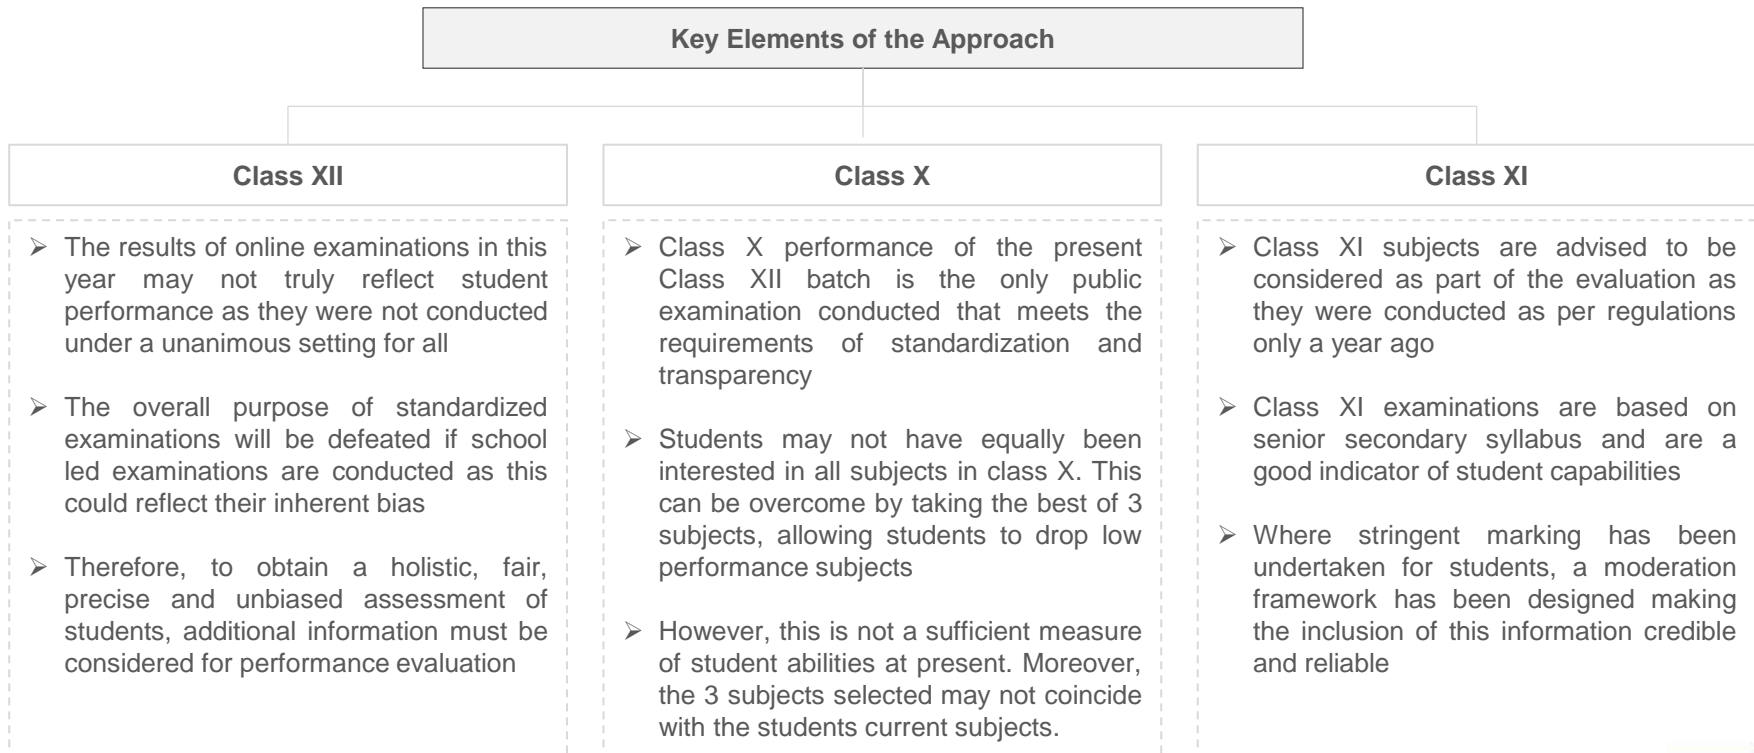 Key Elements of the Approach
Class XII
➢ The results of online examinations in this
year may not truly reflect student
performance as they were not conducted
under a unanimous setting for all
➢ The overall purpose of standardized
examinations will be defeated if school
led examinations are conducted as this
could reflect their inherent bias
➢ Therefore, to obtain a holistic, fair,
precise and unbiased assessment of
students, additional information must be
considered for performance evaluation
Class X
➢ Class X performance of the present
Class XII batch is the only public
examination conducted that meets the
requirements of standardization and
transparency
➢ Students may not have equally been
interested in all subjects in class X. This
can be overcome by taking the best of 3
subjects, allowing students to drop low
performance subjects
➢ However, this is not a sufficient measure
of student abilities at present. Moreover,
the 3 subjects selected may not coincide
with the students current subjects.
Class XI
➢ Class XI subjects are advised to be
considered as part of the evaluation as
they were conducted as per regulations
only a year ago
➢ Class XI examinations are based on
senior secondary syllabus and are a
good indicator of student capabilities
➢ Where stringent marking has been
undertaken for students, a moderation
framework has been designed making
the inclusion of this information credible
and reliable